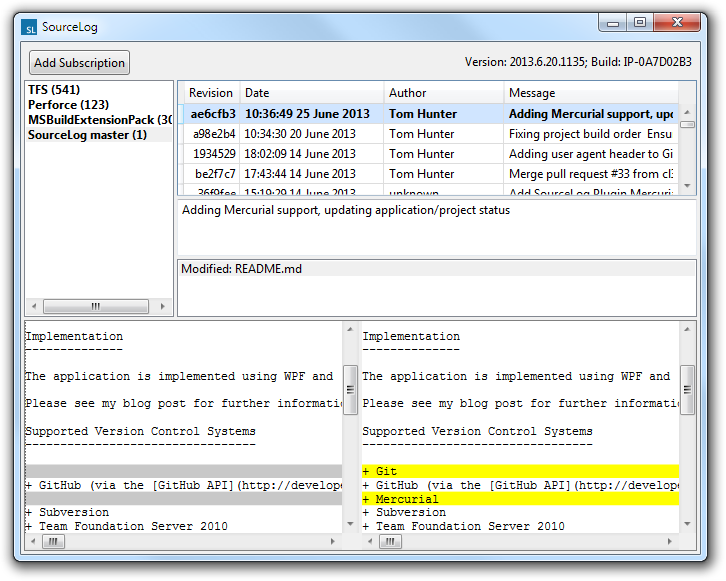 SL SourceLog
Add Subscription
Version: 2013.6.20.1135; Build: IP-0A7D02B3
TFS (541)
Perforce (123)
MSBuildExtensionPack (30
SourceLog master (1)
Revision Date Author Message
ae6cfb3 10:36:49 25 June 2013 Tom Hunter Adding Mercurial support, upd
a98e2b4 10:34:30 20 June 2013 Tom Hunter Fixing project build order Ensu
1934529 18:02:09 14 June 2013 Tom Hunter Adding user agent header to Gi
be2f7c7 17:43:44 14 June 2013 Tom Hunter Merge pull request #33 from cl3
36f9fee 15:19:29 14 June 2013 unknown Add SourceLog Plugin Mercuri
Adding Mercurial support, updating application/project status
Modified: README.md
Implementation
--------------
The application is implemented using WPF and
Please see my blog post for further informatio
Supported Version Control Systems
---------------------------------
+ GitHub (via the [GitHub API](http://develope
+ Subversion
+ Team Foundation Server 2010
Implementation
--------------
The application is implemented using WPF and
Please see my blog post for further informatio
Supported Version Control Systems
---------------------------------
+ Git
+ GitHub (via the [GitHub API](http://develope
+ Mercurial
+ Subversion
+ Team Foundation Server 2010